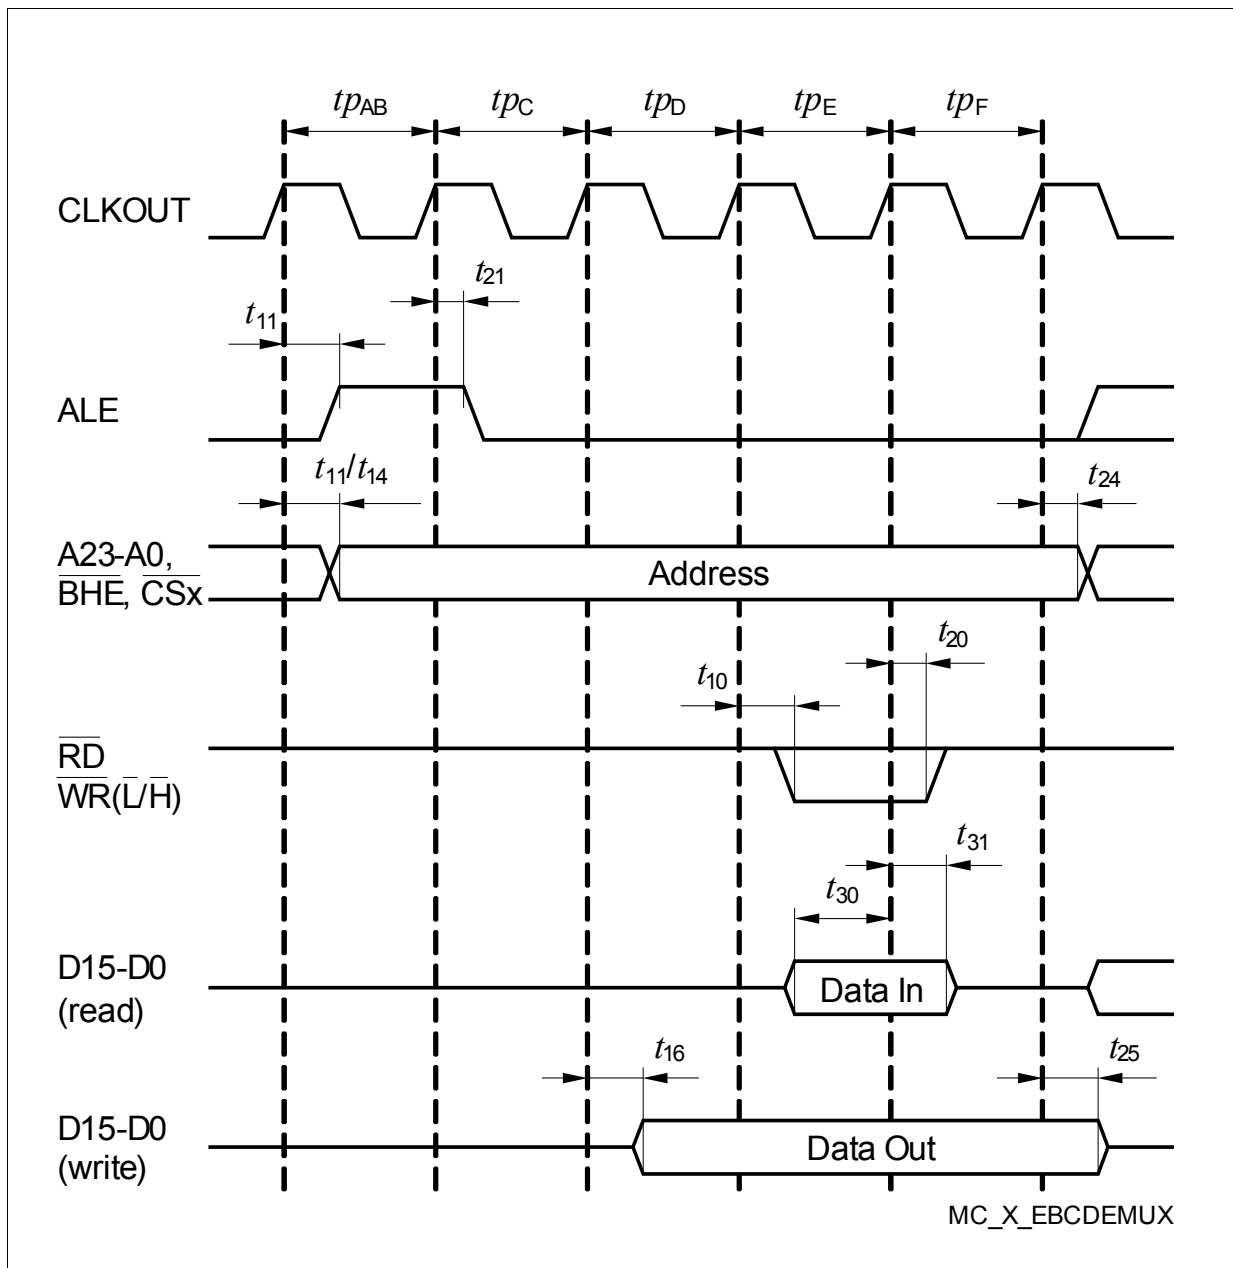 tpAB tpC tpD tpE tpF
CLKOUT
t21
t11
ALE
t11/t14
t24
A23-A0,
BHE, CSx
Address
t20
t10
RD
WR(L/H)
t31
t30
D15-D0
(read)
Data In
t16
t25
D15-D0
(write)
Data Out
MC_X_EBCDEMUX